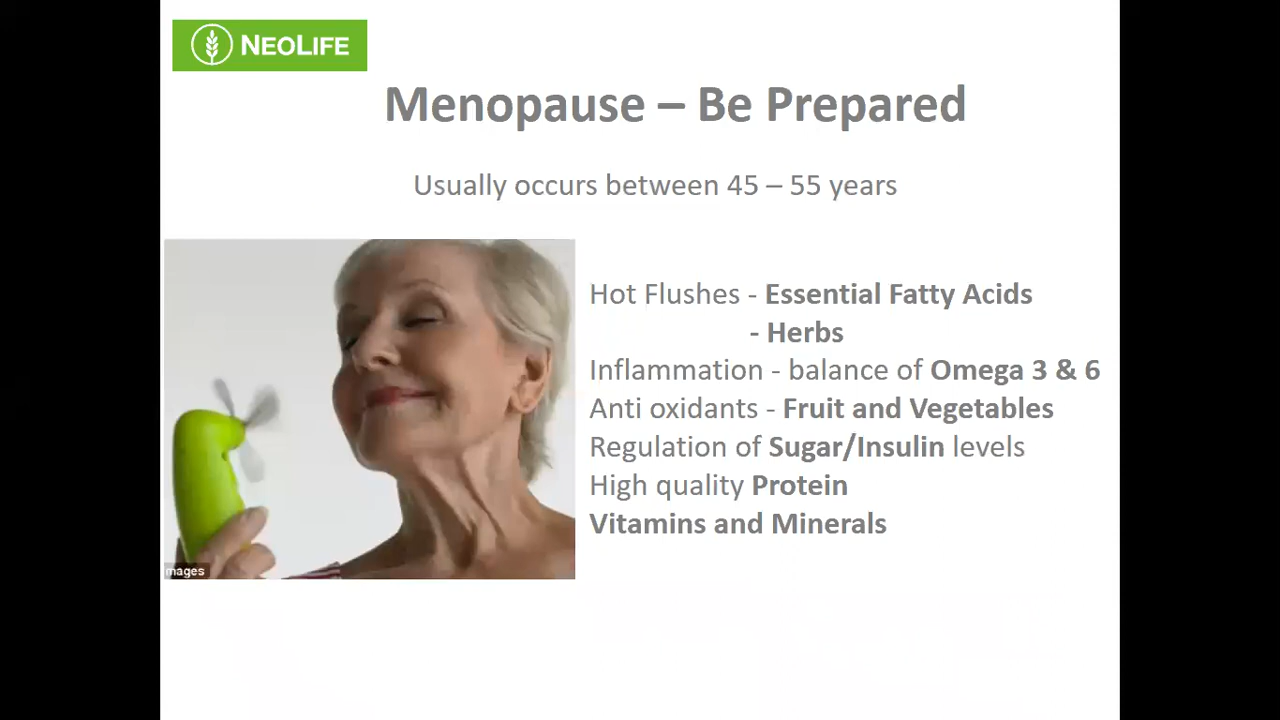 NEOLIFE
Menopause – Be Prepared
Usually occurs between 45 – 55 years
Hot Flushes - Essential Fatty Acids
- Herbs
Inflammation - balance of Omega 3 & 6
Anti oxidants - Fruit and Vegetables
Regulation of Sugar/Insulin levels
High quality Protein
Vitamins and Minerals
mages